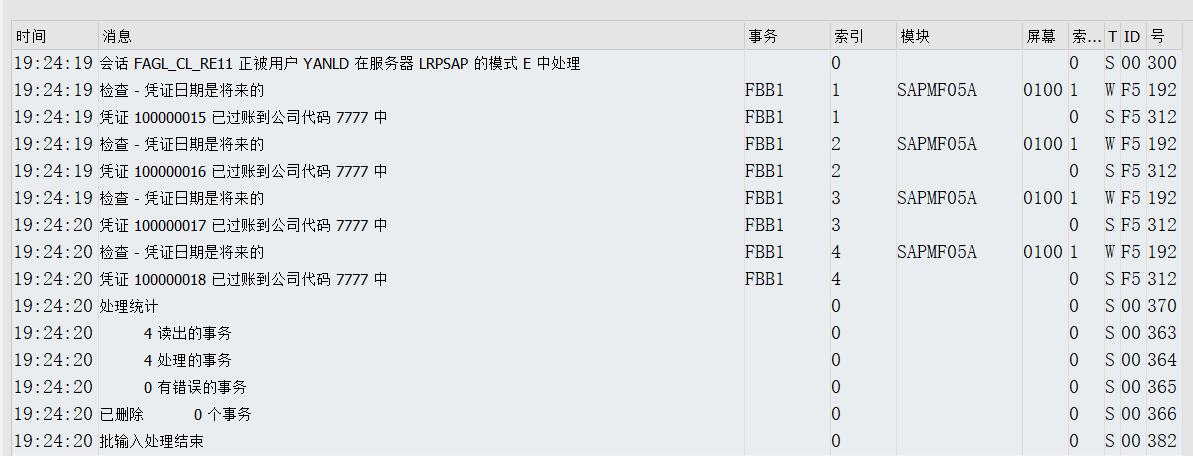 时间 消息 事务 索引 模块 屏幕 索... T ID 号
19:24:19 会话 FAGL_CL_RE11 正被用户 YANLD 在服务器 LRPSAP 的模式 E 中处理 0 0 S 00 300
19:24:19 检查 - 凭证日期是将来的 FBB1 1 SAPMF05A 0100 1 W F5 192
19:24:19 凭证 100000015 已过账到公司代码 7777 中 FBB1 1 0 S F5 312
19:24:19 检查 - 凭证日期是将来的 FBB1 2 SAPMF05A 0100 1 W F5 192
19:24:19 凭证 100000016 已过账到公司代码 7777 中 FBB1 2 0 S F5 312
19:24:19 检查 - 凭证日期是将来的 FBB1 3 SAPMF05A 0100 1 W F5 192
19:24:20 凭证 100000017 已过账到公司代码 7777 中 FBB1 3 0 S F5 312
19:24:20 检查 - 凭证日期是将来的 FBB1 4 SAPMF05A 0100 1 W F5 192
19:24:20 凭证 100000018 已过账到公司代码 7777 中 FBB1 4 0 S F5 312
19:24:20 处理统计 0 0 S 00 370
19:24:20 4 读出的事务 0 0 S 00 363
19:24:20 4 处理的事务 0 0 S 00 364
19:24:20 0 有错误的事务 0 0 S 00 365
19:24:20 已删除 0 个事务 0 0 S 00 366
19:24:20 批输入处理结束 0 0 S 00 382